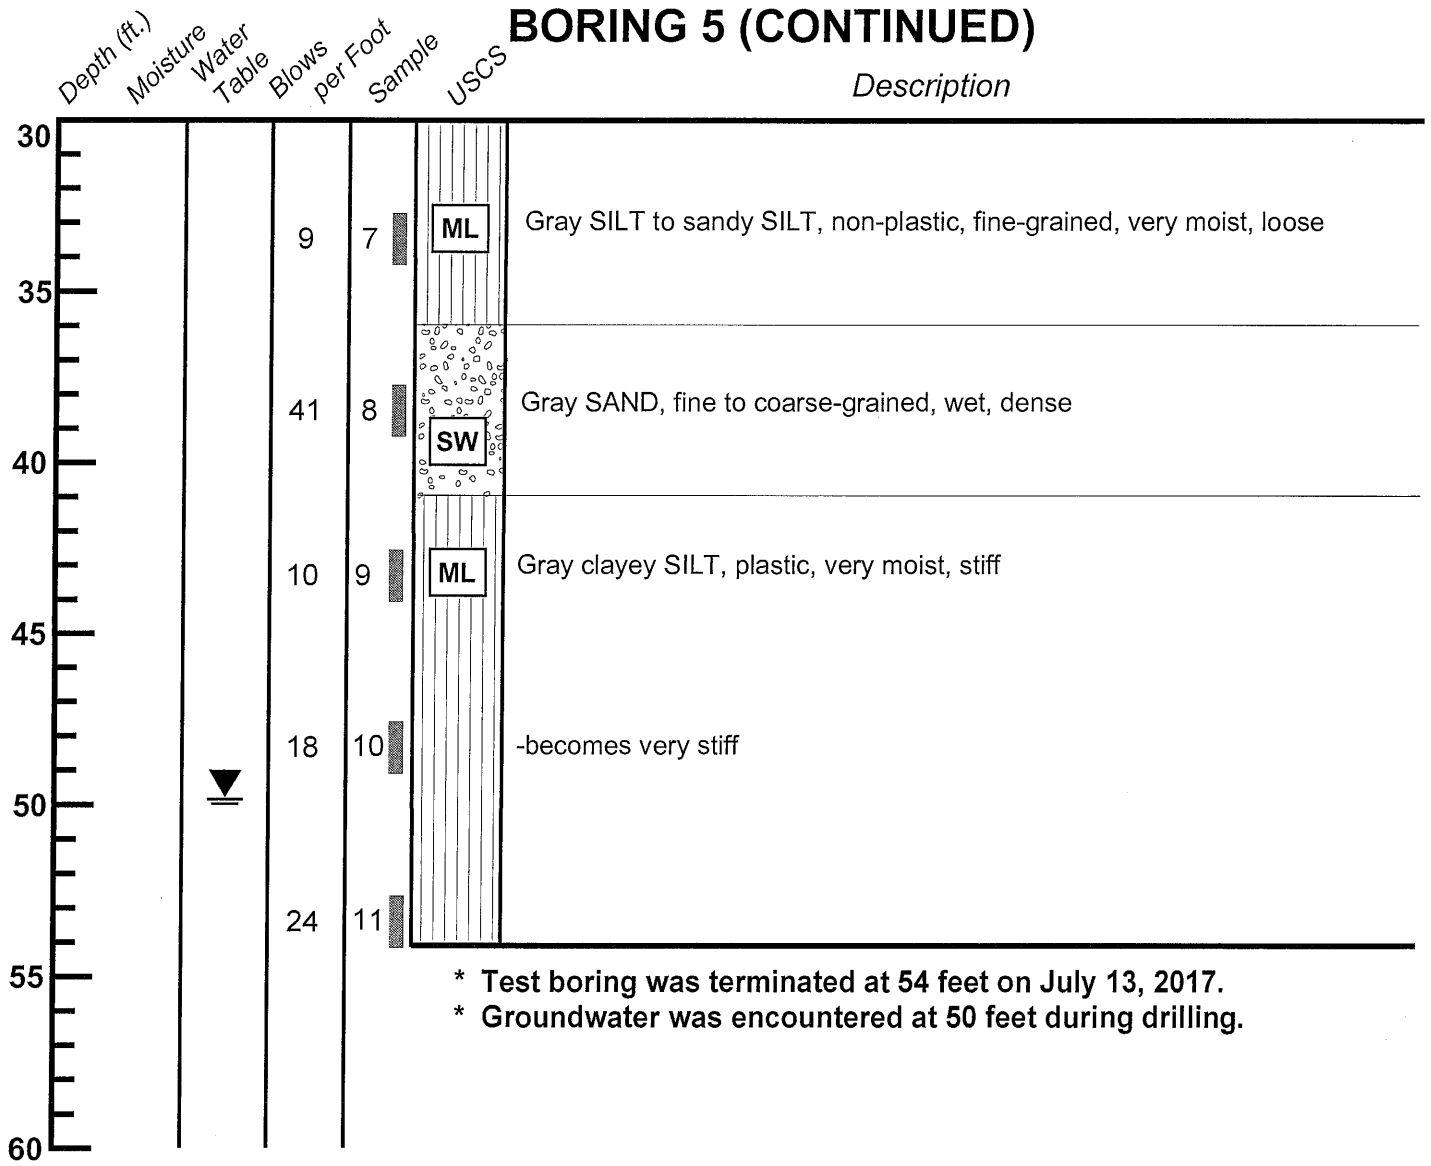 BORING 5 (CONTINUED)
Depth (ft.)
Moisture
Water
Table
Blows
per Foot
Sample
USCS
Description
30
9
7
ML
Gray SILT to sandy SILT, non-plastic, fine-grained, very moist, loose
35
41
8
SW
Gray SAND, fine to coarse-grained, wet, dense
40
10
9
ML
Gray clayey SILT, plastic, very moist, stiff
45
18
10
-becomes very stiff
50
24
11
55
* Test boring was terminated at 54 feet on July 13, 2017.
* Groundwater was encountered at 50 feet during drilling.
60